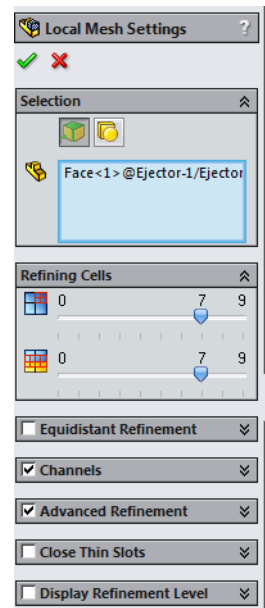 Local Mesh Settings ?
Selection
Face<1>@Ejector-1/Ejector
Refining Cells
0 7 9
0 7 9
Equidistant Refinement
Channels
Advanced Refinement
Close Thin Slots
Display Refinement Level